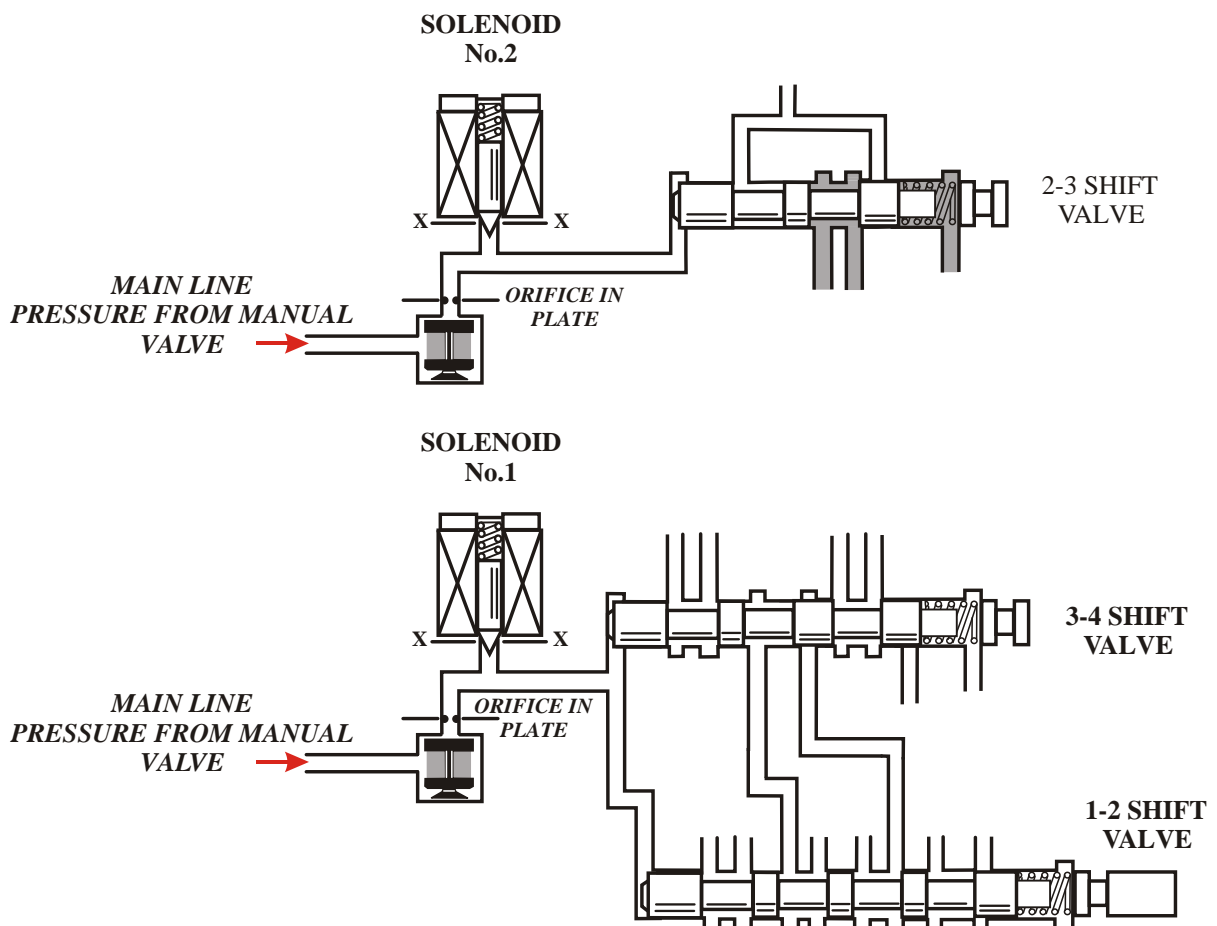 SOLENOID
No.2
X X
2-3 SHIFT
VALVE
MAIN LINE
PRESSURE FROM MANUAL
VALVE
ORIFICE IN
PLATE
SOLENOID
No.1
X X
3-4 SHIFT
VALVE
MAIN LINE
PRESSURE FROM MANUAL
VALVE
ORIFICE IN
PLATE
1-2 SHIFT
VALVE